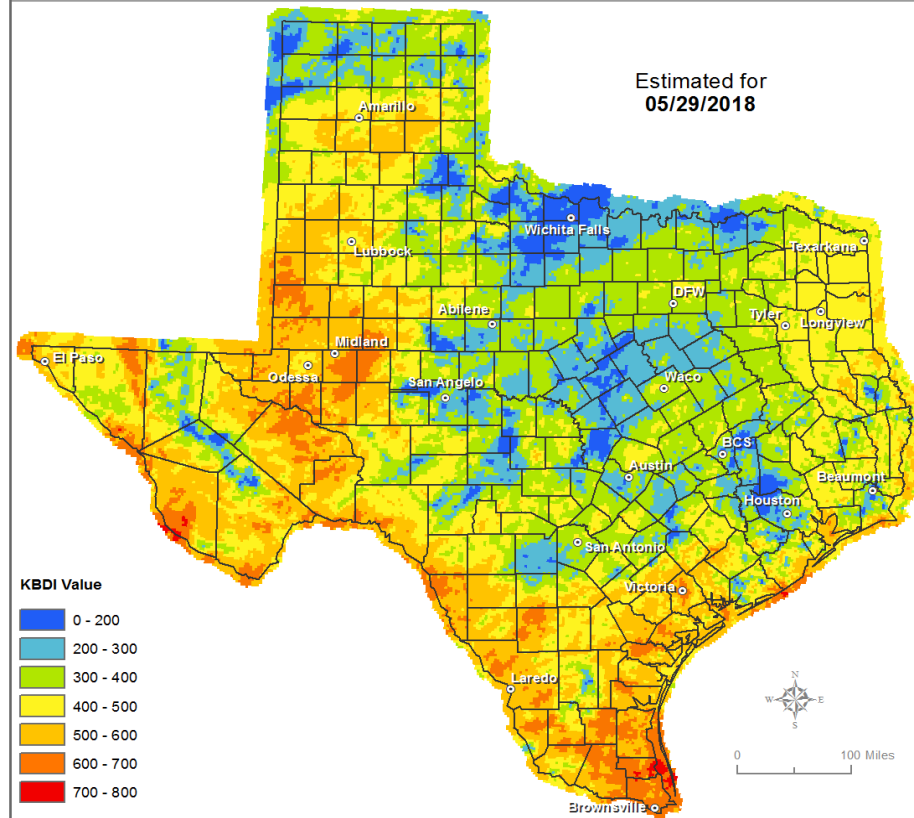 Estimated for
05/29/2018
Amarillo
Wichita Falls
Lubbock
Texarkana
DFW
Abilene
Tyler
Longview
Midland
El Paso
Odessa
San Angelo
Waco
BCS
Austin
Beaumont
Houston
San Antonio
Victoria
Laredo
Brownsville
KBDI Value
0 - 200
200 - 300
300 - 400
400 - 500
500 - 600
600 - 700
700 - 800
N
W
E
S
0 100 Miles